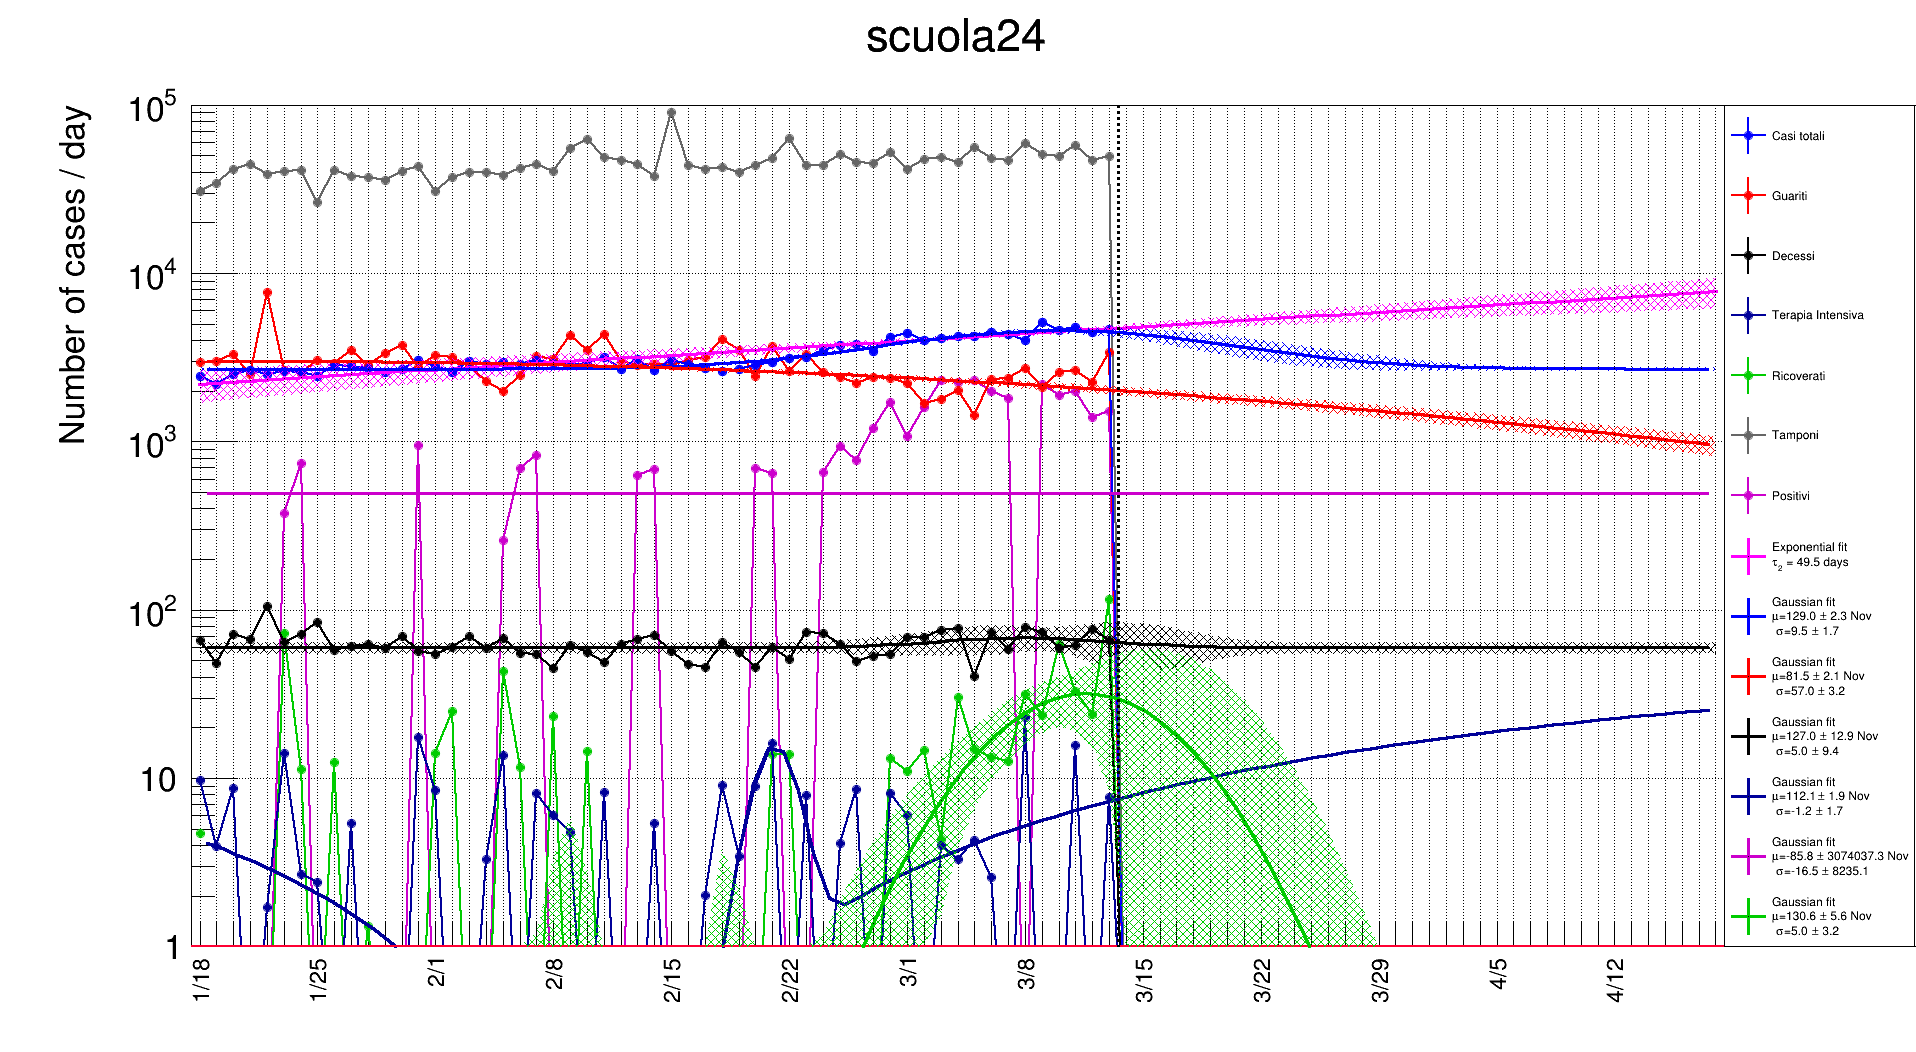 scuola24
Number of cases / day
10^5
10^4
10^3
10^2
10
1
1/18
1/25
2/1
2/8
2/15
2/22
3/1
3/8
3/15
3/22
3/29
4/5
4/12
Casi totali
Guariti
Decessi
Terapia Intensiva
Ricoverati
Tamponi
Positivi
Exponential fit
τ₂ = 49.5 days
Gaussian fit
μ=129.0 ± 2.3 Nov
σ=9.5 ± 1.7
Gaussian fit
μ=81.5 ± 2.1 Nov
σ=57.0 ± 3.2
Gaussian fit
μ=127.0 ± 12.9 Nov
σ=5.0 ± 9.4
Gaussian fit
μ=112.1 ± 1.9 Nov
σ=-1.2 ± 1.7
Gaussian fit
μ=-85.8 ± 3074037.3 Nov
σ=-16.5 ± 8235.1
Gaussian fit
μ=130.6 ± 5.6 Nov
σ=5.0 ± 3.2